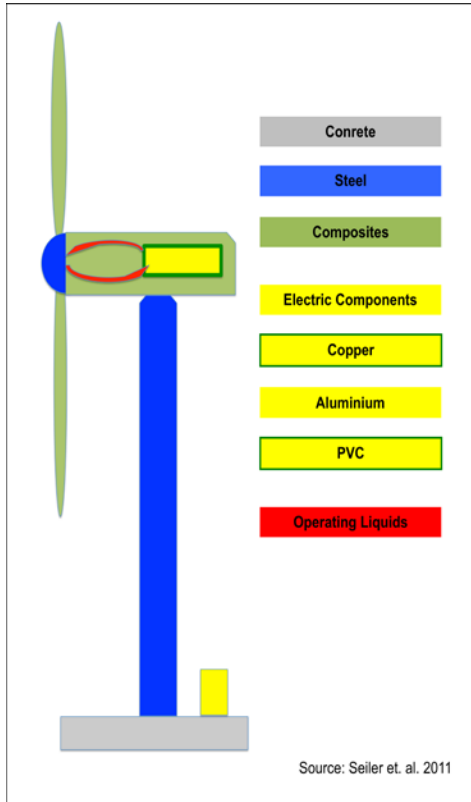 Conrete
Steel
Composites
Electric Components
Copper
Aluminium
PVC
Operating Liquids
Source: Seiler et. al. 2011